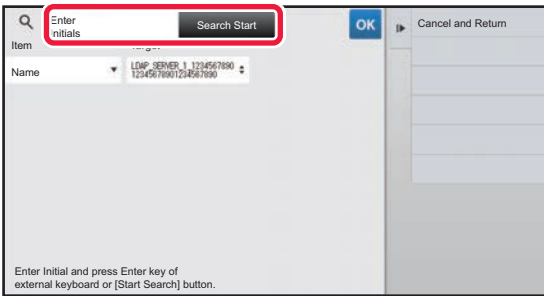 Enter
Initials
Search Start
OK
Cancel and Return
Item
Name
LDAP_SERVER_1_1234567890
12345678901234567890
Enter Initial and press Enter key of
external keyboard or [Start Search] button.